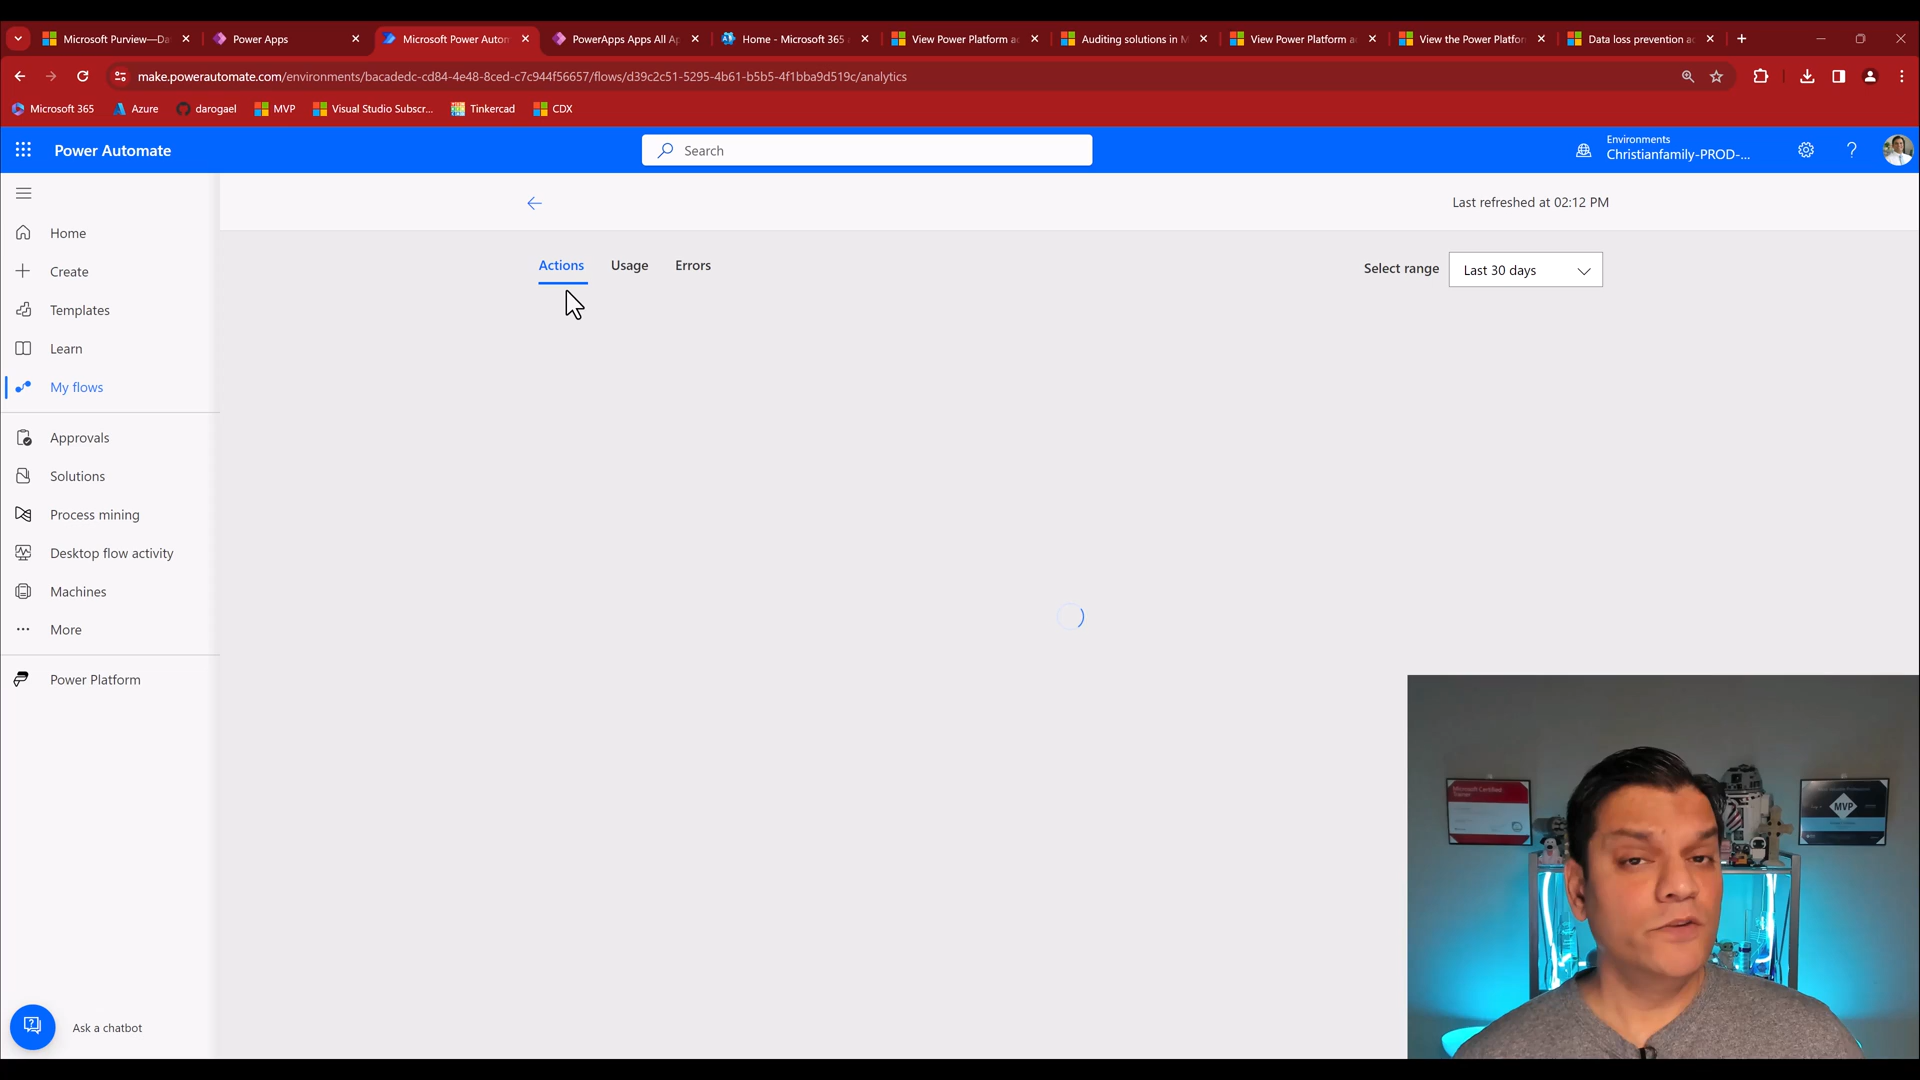 Microsoft Purview—Da
Power Apps
Microsoft Power Autom
PowerApps Apps All Ap
Home - Microsoft 365
View Power Platform a
Auditing solutions in M
View Power Platform a
View the Power Platfor
Data loss prevention a
make.powerautomate.com/environments/bacadedc-cd84-4e48-8ced-c7c944f56657/flows/d39c2c51-5295-4b61-b5b5-4f1bba9d519c/analytics
Microsoft 365
Azure
darogael
MVP
Visual Studio Subscr...
Tinkercad
CDX
Power Automate
Search
Environments
Christianfamily-PROD-...
Last refreshed at 02:12 PM
Home
Create
Templates
Learn
My flows
Approvals
Solutions
Process mining
Desktop flow activity
Machines
More
Power Platform
Ask a chatbot
Actions
Usage
Errors
Select range
Last 30 days
Microsoft Certified
Trainer
MVP